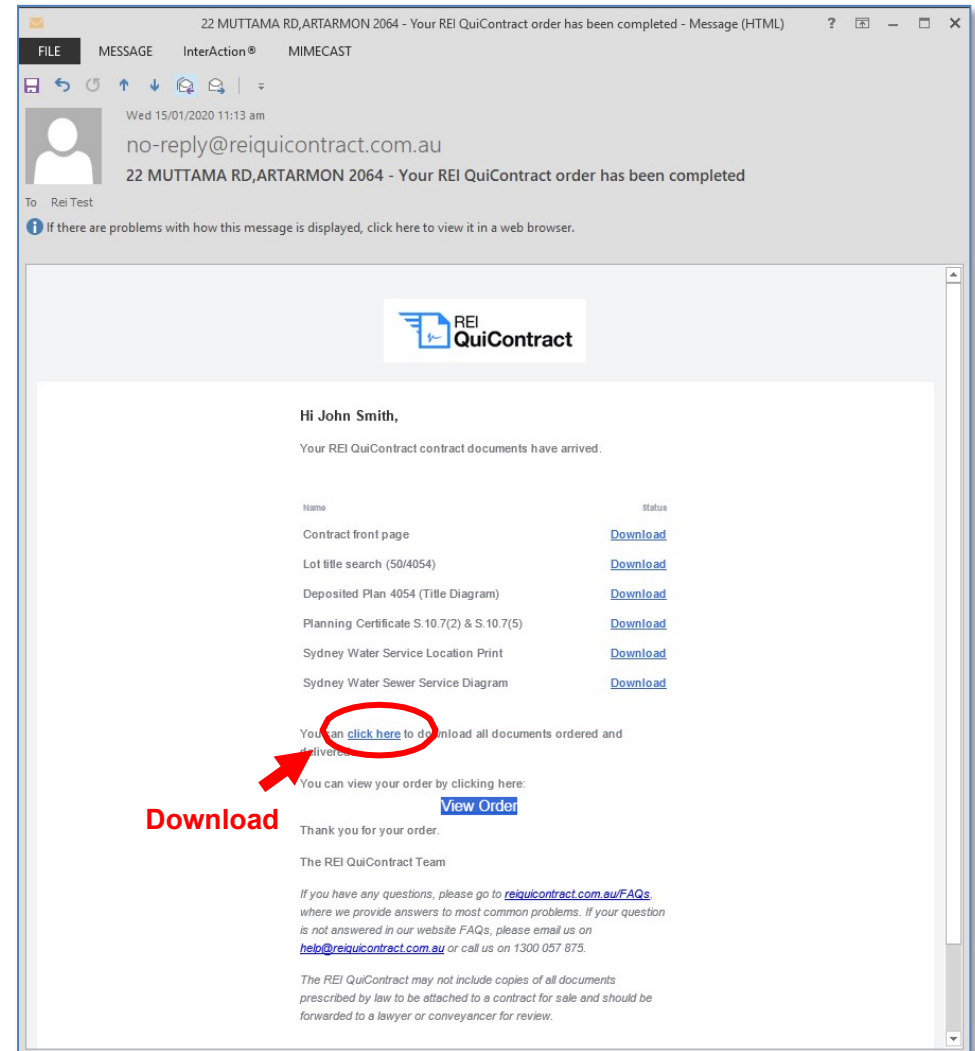 22 MUTTAMA RD,ARTARMON 2064 - Your REI QuiContract order has been completed - Message (HTML)
FILE MESSAGE InterAction® MIMECAST
Wed 15/01/2020 11:13 am
no-reply@reiquicontract.com.au
22 MUTTAMA RD,ARTARMON 2064 - Your REI QuiContract order has been completed
To Rei Test
If there are problems with how this message is displayed, click here to view it in a web browser.
REI
QuiContract
Hi John Smith,
Your REI QuiContract contract documents have arrived.
Name Status
Contract front page Download
Lot title search (50/4054) Download
Deposited Plan 4054 (Title Diagram) Download
Planning Certificate S.10.7(2) & S.10.7(5) Download
Sydney Water Service Location Print Download
Sydney Water Sewer Service Diagram Download
You can click here to download all documents ordered and
delivered
You can view your order by clicking here:
View Order
Download
Thank you for your order.
The REI QuiContract Team
If you have any questions, please go to reiquicontract.com.au/FAQs,
where we provide answers to most common problems. If your question
is not answered in our website FAQs, please email us on
help@reiquicontract.com.au or call us on 1300 057 875.
The REI QuiContract may not include copies of all documents
prescribed by law to be attached to a contract for sale and should be
forwarded to a lawyer or conveyancer for review.